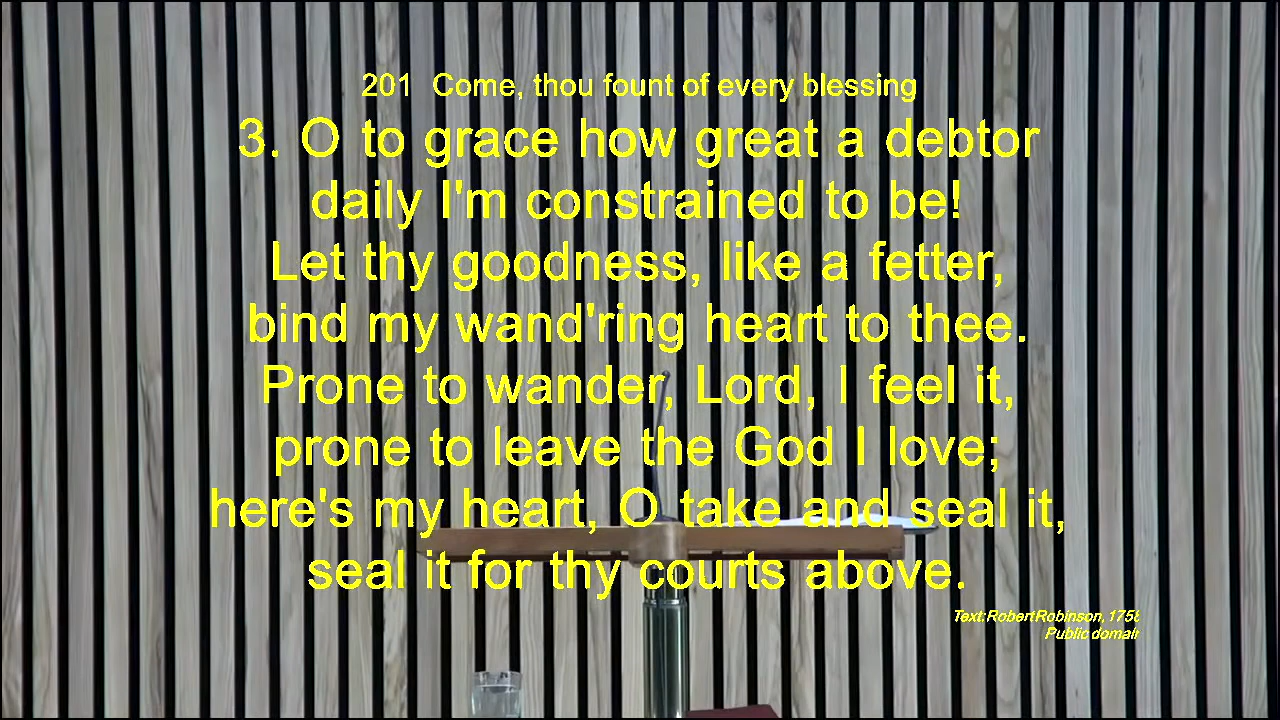 201 Come, thou fount of every blessing
3. O to grace how great a debtor
daily I'm constrained to be!
Let thy goodness, like a fetter,
bind my wand'ring heart to thee.
Prone to wander, Lord, I feel it,
prone to leave the God I love;
here's my heart, O take and seal it,
seal it for thy courts above.
Text: Robert Robinson, 1758
Public domain